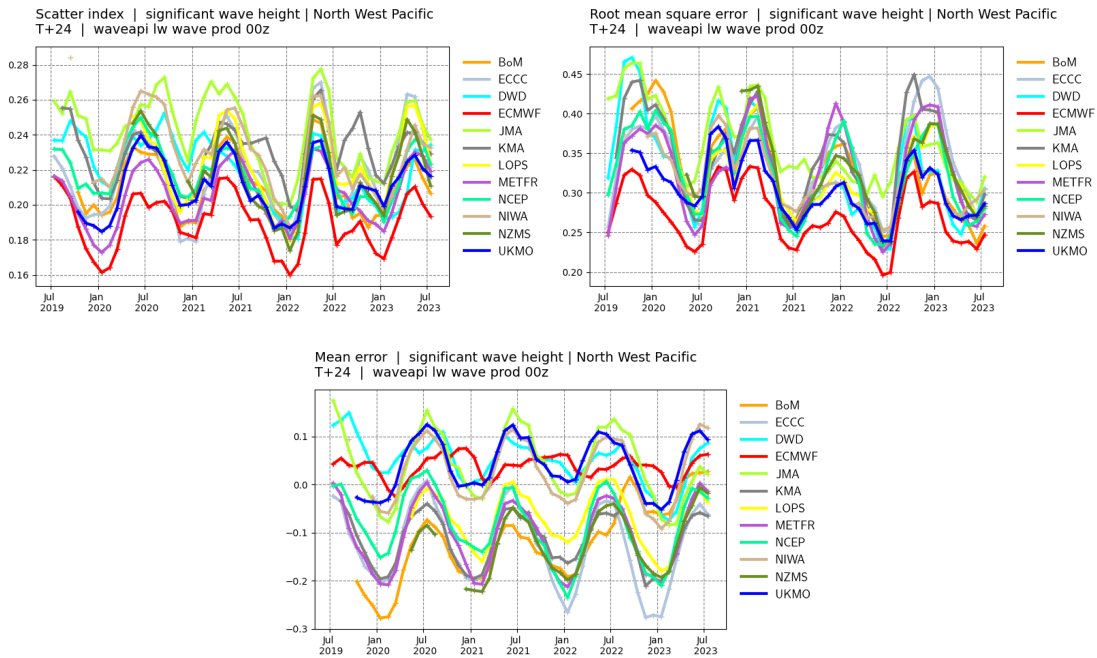 Scatter index | significant wave height | North West Pacific
T+24 | waveapi lw wave prod 00z
0.28
0.26
0.24
0.22
0.20
0.18
0.16
Jul 2019
Jan 2020
Jul 2020
Jan 2021
Jul 2021
Jan 2022
Jul 2022
Jan 2023
Jul 2023
BoM
ECCC
DWD
ECMWF
JMA
KMA
LOPS
METFR
NCEP
NIWA
NZMS
UKMO
Root mean square error | significant wave height | North West Pacific
T+24 | waveapi lw wave prod 00z
0.45
0.40
0.35
0.30
0.25
0.20
Jul 2019
Jan 2020
Jul 2020
Jan 2021
Jul 2021
Jan 2022
Jul 2022
Jan 2023
Jul 2023
BoM
ECCC
DWD
ECMWF
JMA
KMA
LOPS
METFR
NCEP
NIWA
NZMS
UKMO
Mean error | significant wave height | North West Pacific
T+24 | waveapi lw wave prod 00z
0.1
0.0
−0.1
−0.2
−0.3
Jul 2019
Jan 2020
Jul 2020
Jan 2021
Jul 2021
Jan 2022
Jul 2022
Jan 2023
Jul 2023
BoM
ECCC
DWD
ECMWF
JMA
KMA
LOPS
METFR
NCEP
NIWA
NZMS
UKMO